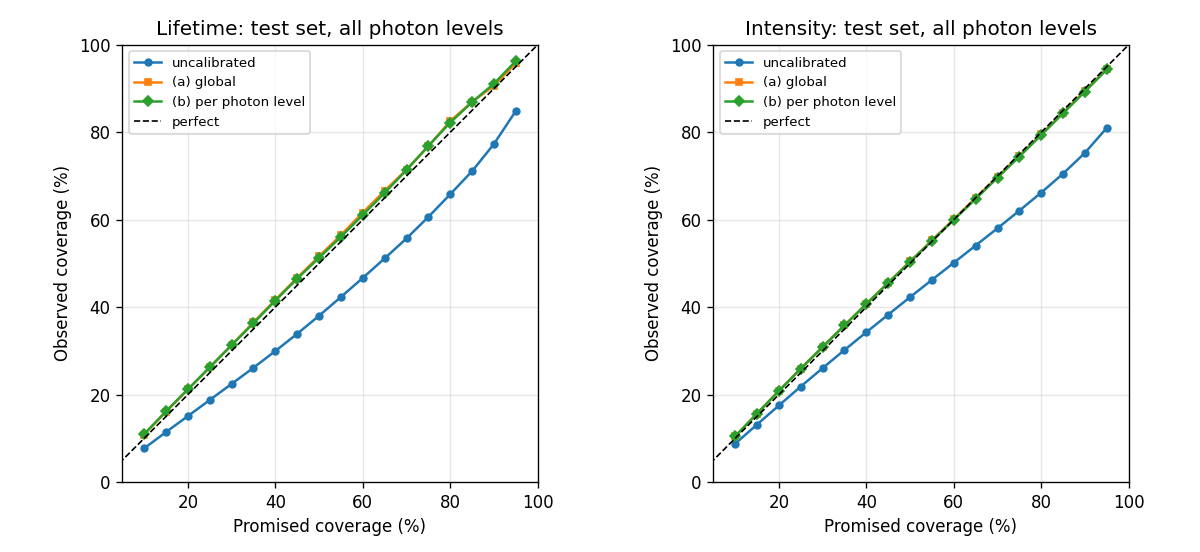 Lifetime: test set, all photon levels
100
80
60
40
20
0
20
40
60
80
100
Observed coverage (%)
Promised coverage (%)
uncalibrated
(a) global
(b) per photon level
perfect
Intensity: test set, all photon levels
100
80
60
40
20
0
20
40
60
80
100
Observed coverage (%)
Promised coverage (%)
uncalibrated
(a) global
(b) per photon level
perfect